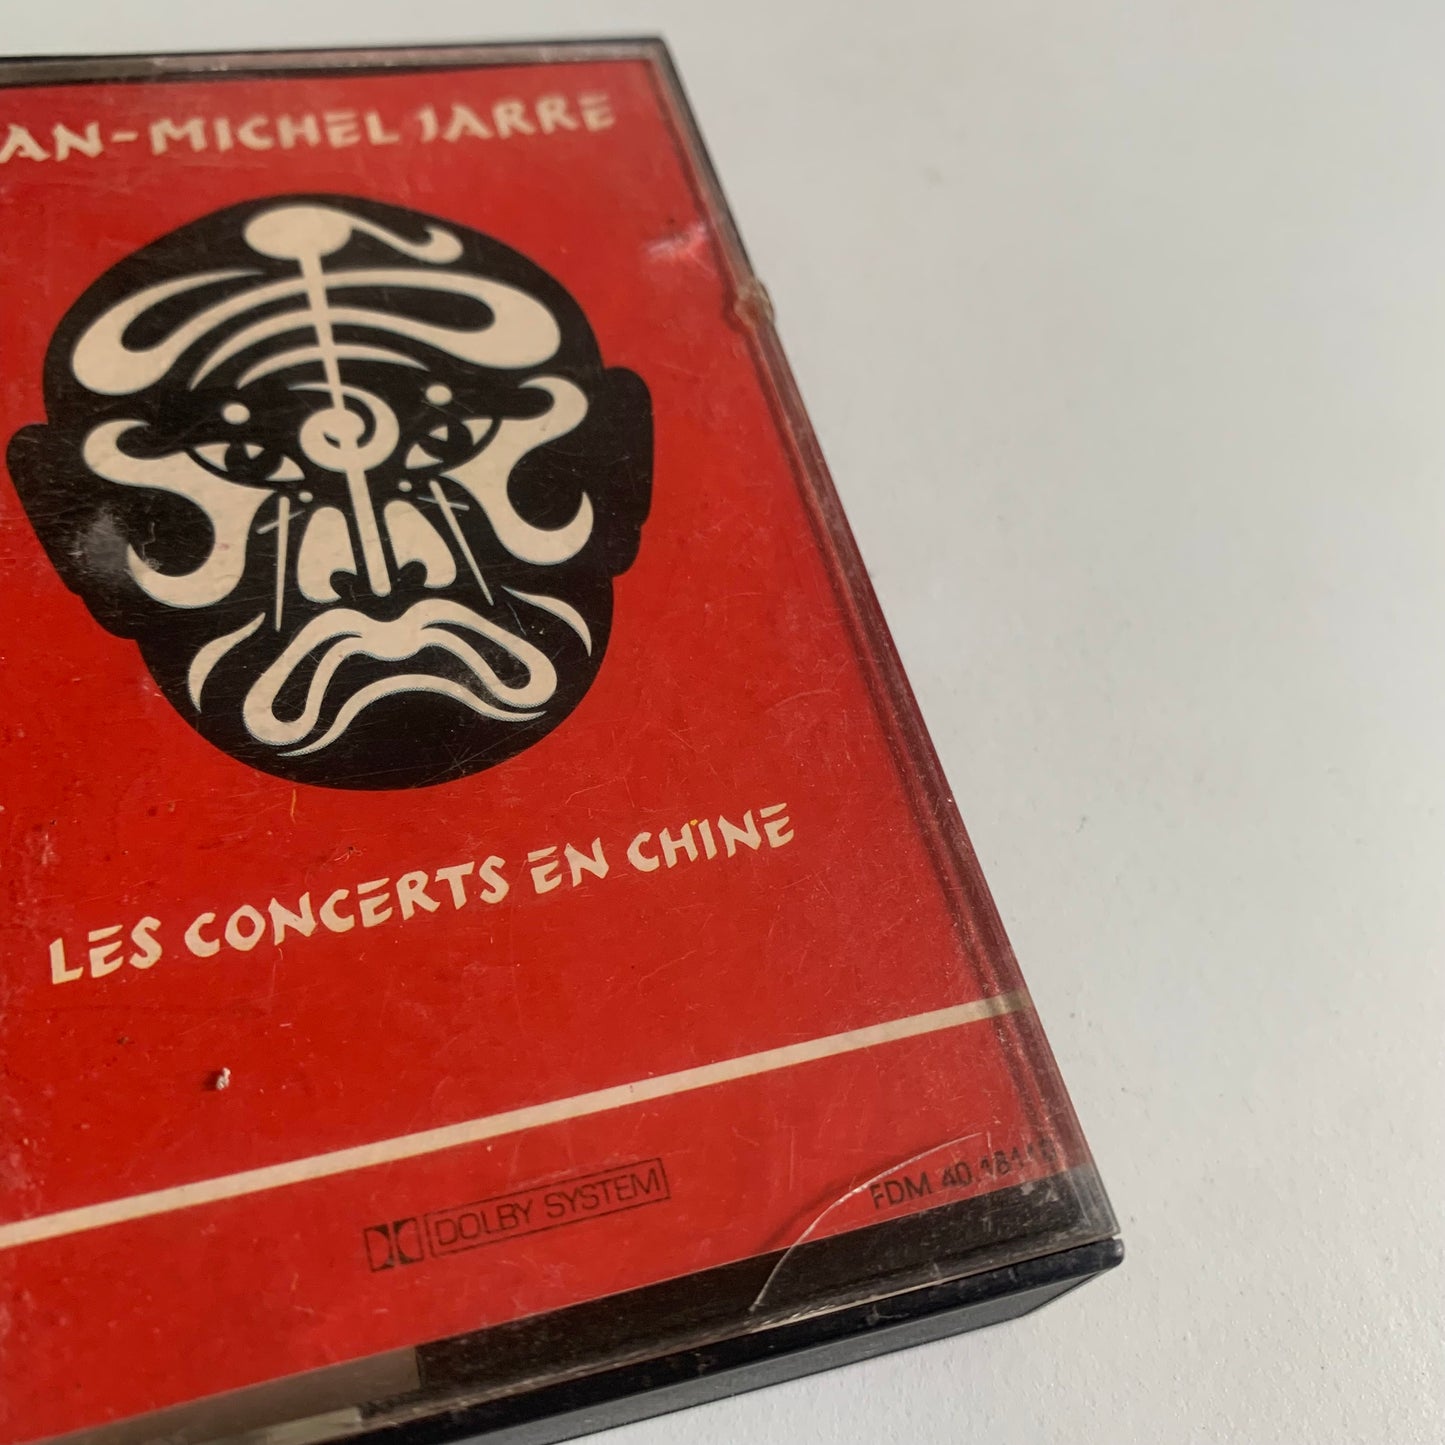 AN-MICHEL JARRE
LES CONCERTS EN CHINE
DOLBY SYSTEM
FDM 40